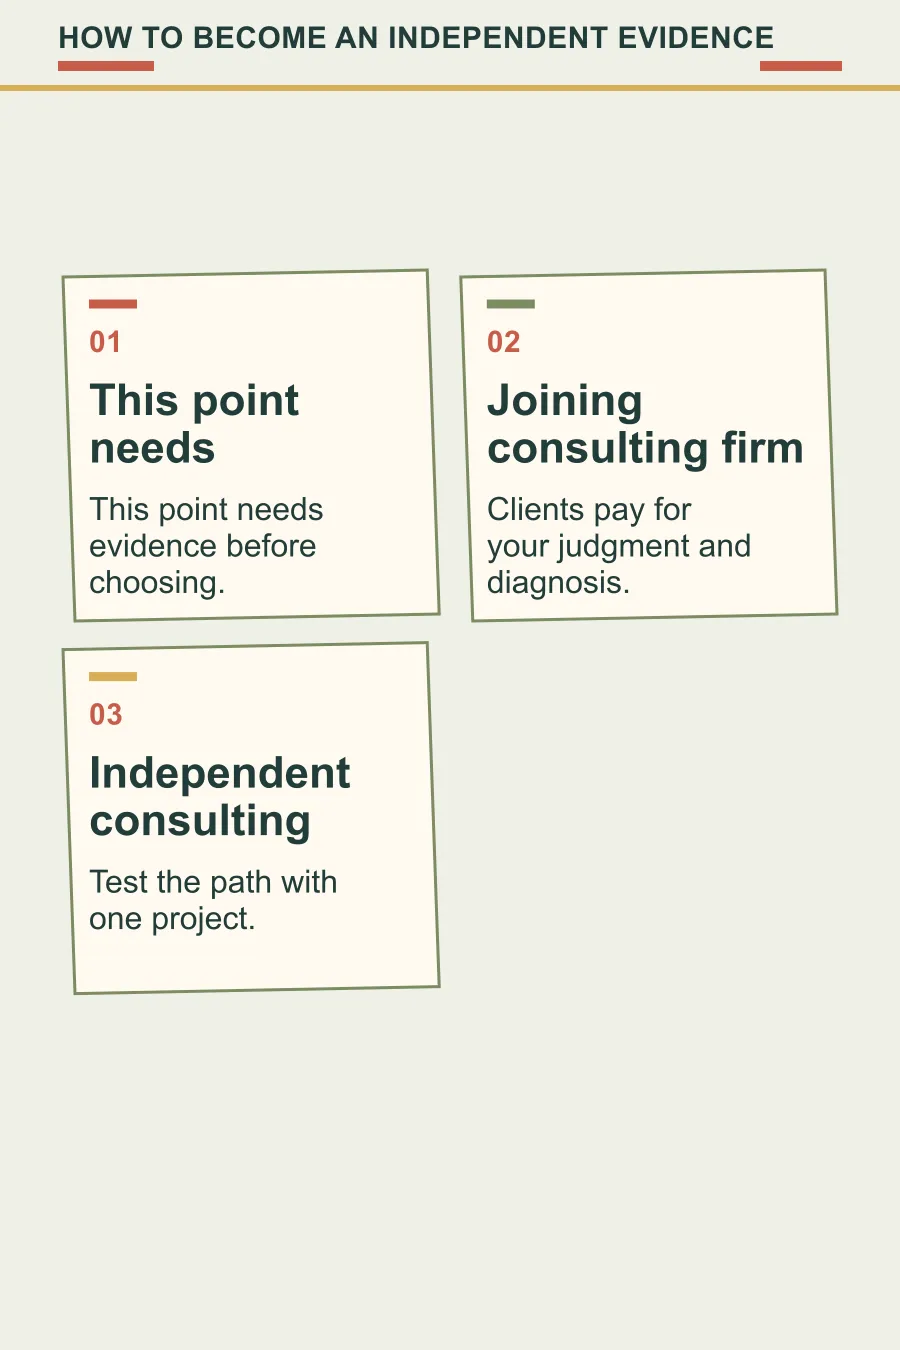 HOW TO BECOME AN INDEPENDENT EVIDENCE
01
This point
needs
This point needs
evidence before
choosing.
02
Joining
consulting firm
Clients pay for
your judgment and
diagnosis.
03
Independent
consulting
Test the path with
one project.